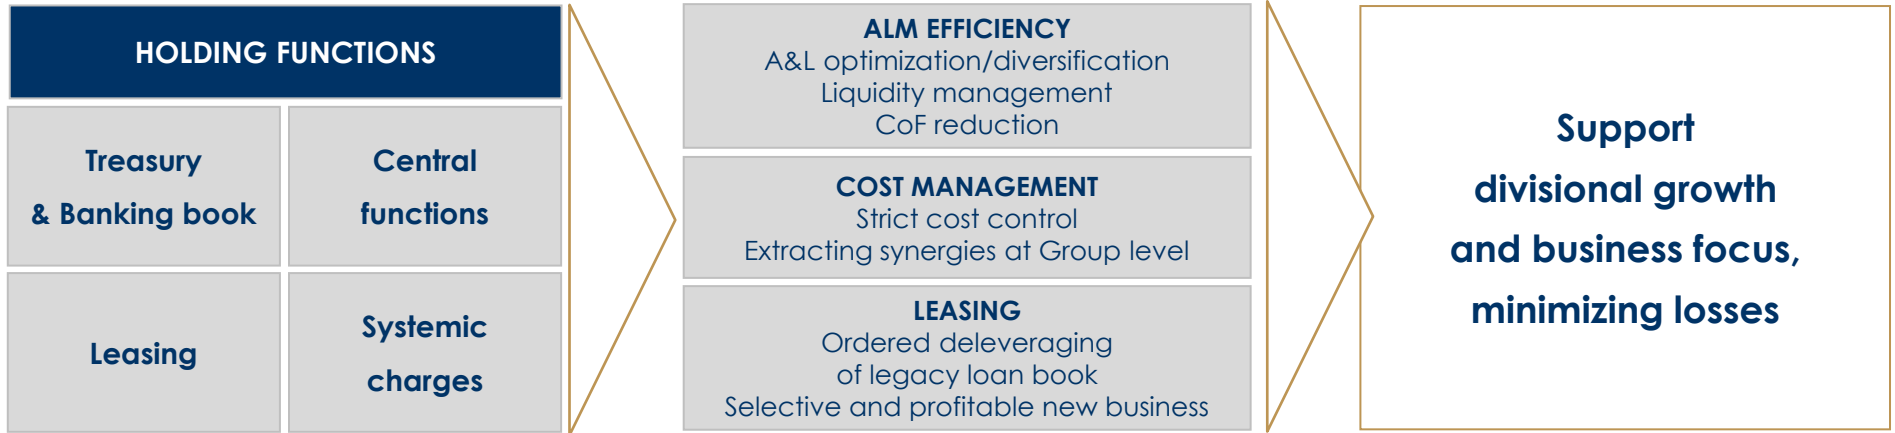 HOLDING FUNCTIONS
Treasury
& Banking book
Central
functions
Leasing
Systemic
charges
ALM EFFICIENCY
A&L optimization/diversification
Liquidity management
CoF reduction
COST MANAGEMENT
Strict cost control
Extracting synergies at Group level
LEASING
Ordered deleveraging
of legacy loan book
Selective and profitable new business
Support
divisional growth
and business focus,
minimizing losses